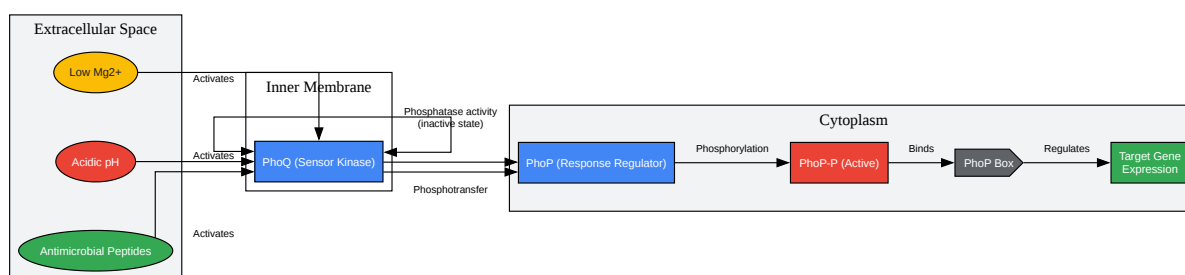 Extracellular Space
Low Mg2+
Activates
Inner Membrane
Phosphatase activity
(inactive state)
Cytoplasm
Acidic pH
Activates
PhoQ (Sensor Kinase)
Phosphotransfer
PhoP (Response Regulator)
Phosphorylation
PhoP-P (Active)
Binds
PhoP Box
Regulates
Target Gene
Expression
Antimicrobial Peptides
Activates